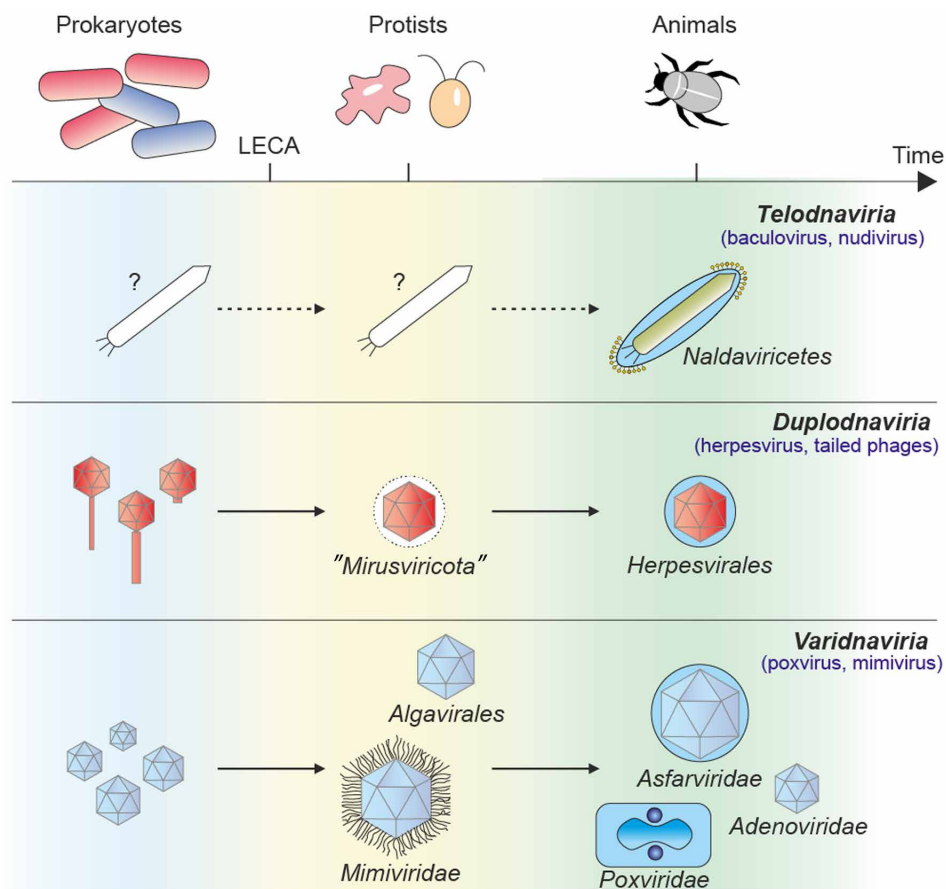 Prokaryotes
Protists
Animals
LECA
Time
Telodnaviria
(baculovirus, nudivirus)
?
?
Naldaviricetes
Duplodnaviria
(herpesvirus, tailed phages)
"Mirusviricota"
Herpesvirales
Varidnaviria
(poxvirus, mimivirus)
Algavirales
Asfarviridae
Adenoviridae
Mimiviridae
Poxviridae